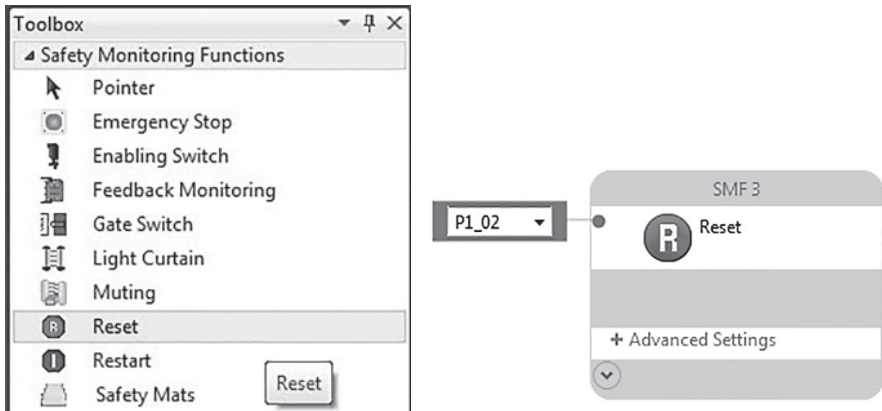 Toolbox
Safety Monitoring Functions
Pointer
Emergency Stop
Enabling Switch
Feedback Monitoring
Gate Switch
Light Curtain
Muting
R Reset
Restart
Safety Mats
Reset
P1_02
SMF 3
R Reset
+ Advanced Settings